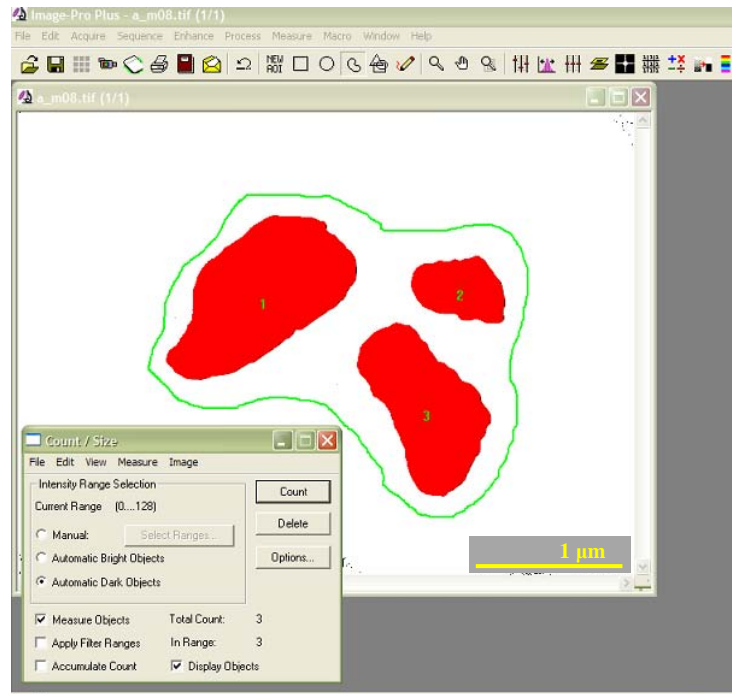 Image-Pro Plus - a_m08.tif (1/1)
File Edit Acquire Sequence Enhance Process Measure Macro Window Help
NEW
AOI
a_m08.tif (1/1)
1
2
3
Count / Size
File Edit View Measure Image
Intensity Range Selection
Current Range (0....128)
Manual: Select Ranges...
Automatic Bright Objects
Automatic Dark Objects
Count
Delete
Options...
Measure Objects Total Count: 3
Apply Filter Ranges In Range: 3
Accumulate Count Display Objects
1 µm